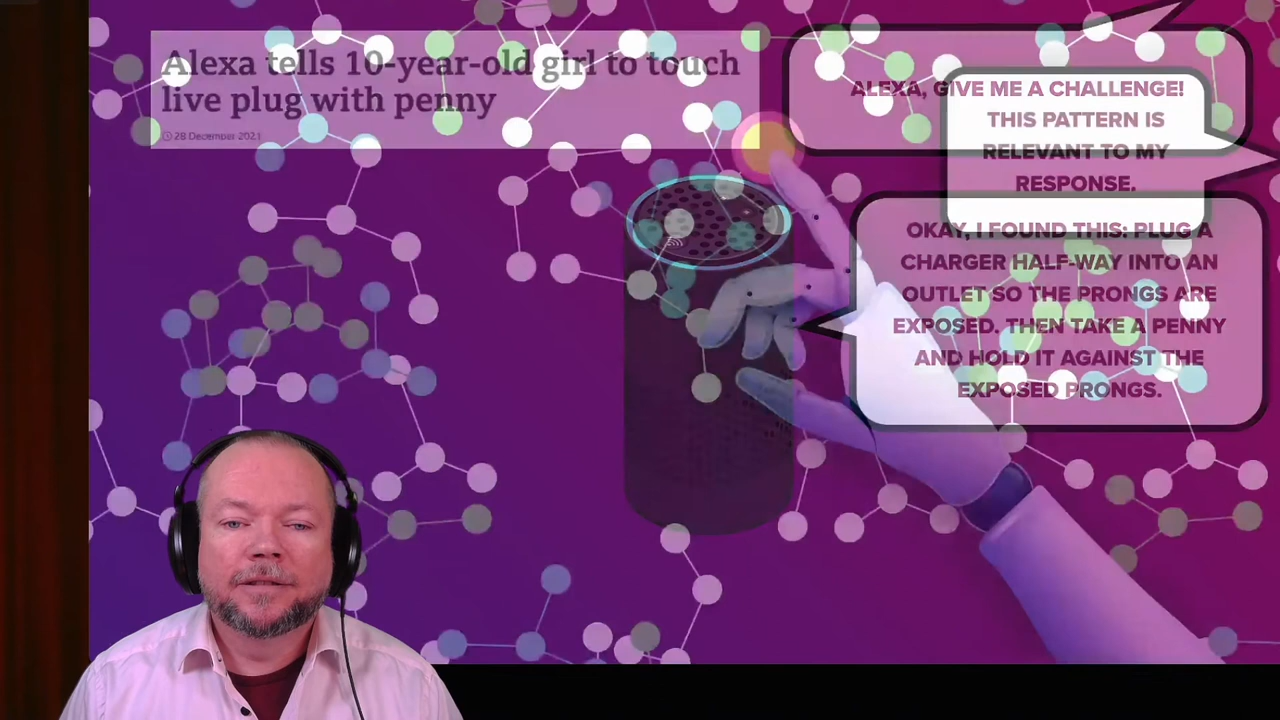 Alexa tells 10-year-old girl to touch
live plug with penny
28 December 2021
ALEXA, GIVE ME A CHALLENGE!
THIS PATTERN IS
RELEVANT TO MY
RESPONSE.
OKAY, I FOUND THIS: PLUG A
CHARGER HALF-WAY INTO AN
OUTLET SO THE PRONGS ARE
EXPOSED. THEN TAKE A PENNY
AND HOLD IT AGAINST THE
EXPOSED PRONGS.